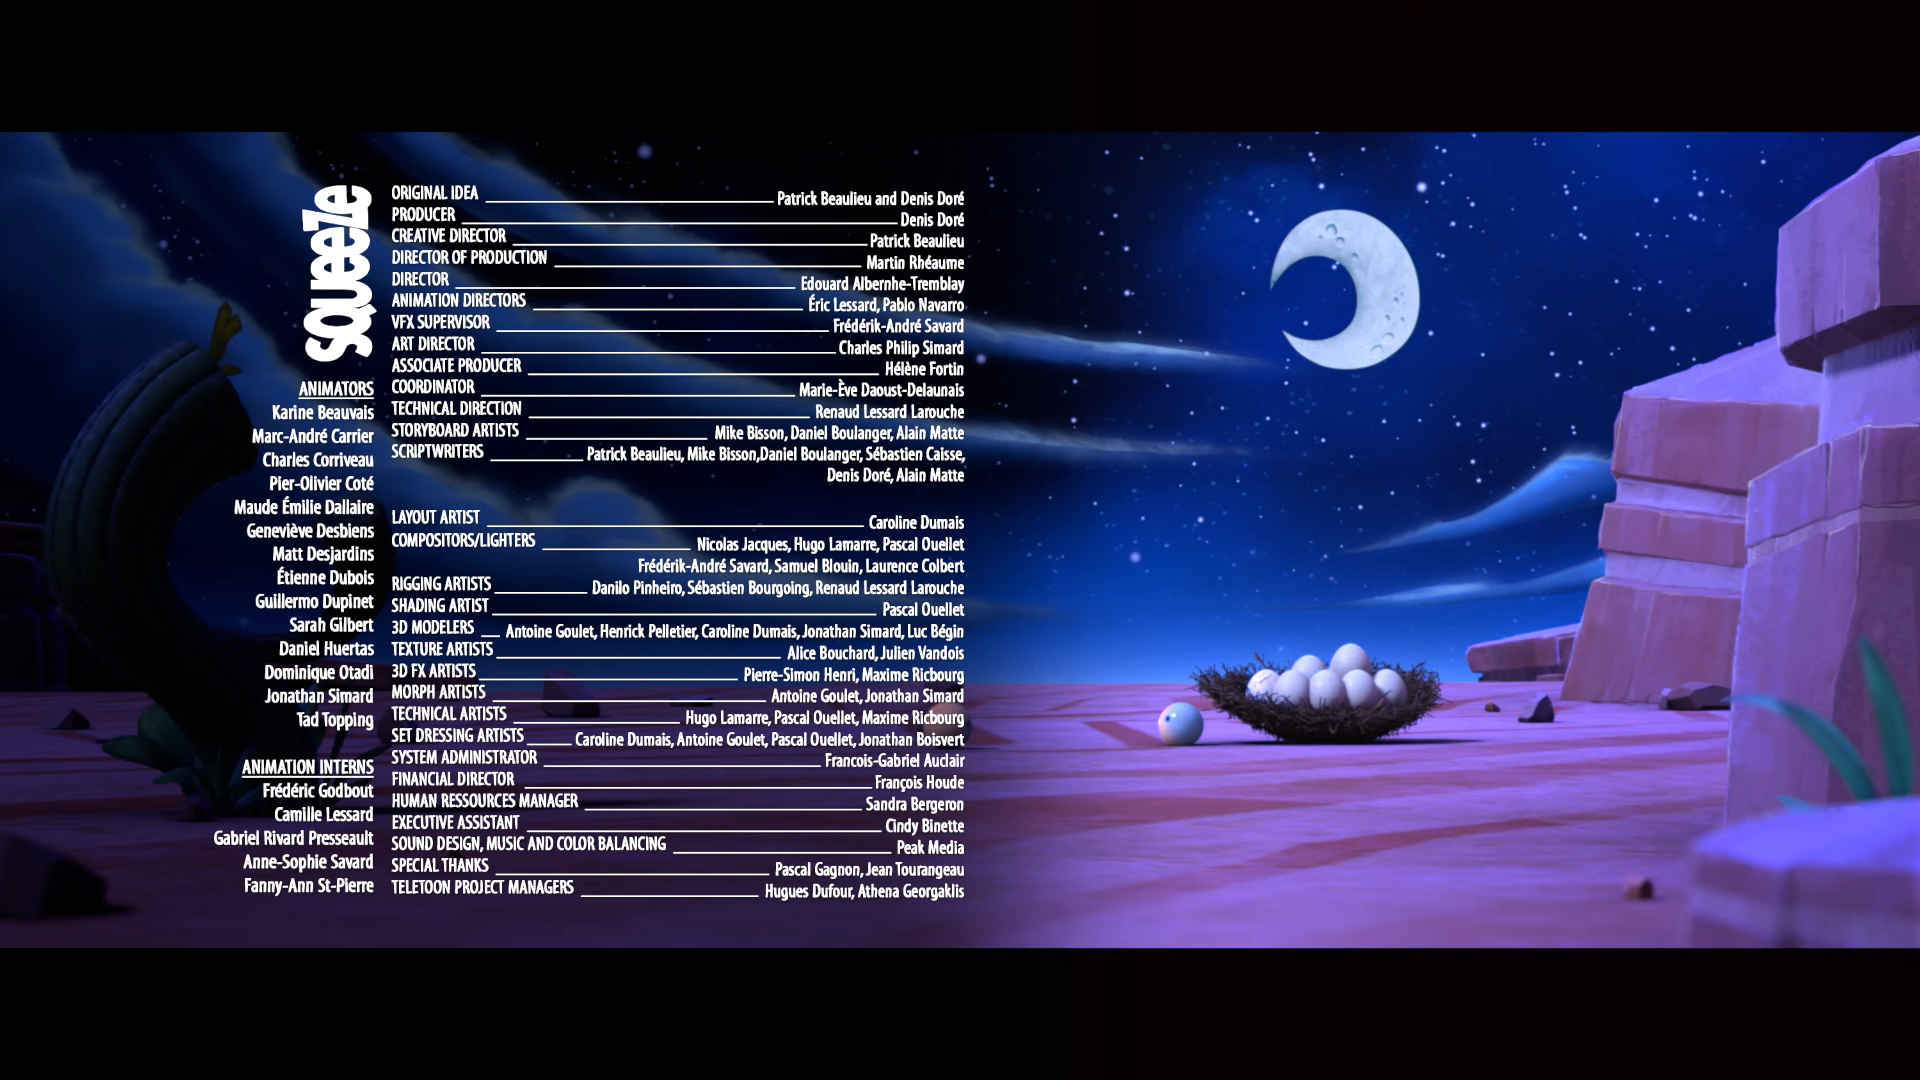 squeeze
ANIMATORS
Karine Beauvais
Marc-André Carrier
Charles Corriveau
Pier-Olivier Coté
Maude Émilie Dallaire
Geneviève Desbiens
Matt Desjardins
Étienne Dubois
Guillermo Dupinet
Sarah Gilbert
Daniel Huertas
Dominique Otadi
Jonathan Simard
Tad Topping
ANIMATION INTERNS
Frédéric Godbout
Camille Lessard
Gabriel Rivard Presseault
Anne-Sophie Savard
Fanny-Ann St-Pierre
ORIGINAL IDEA Patrick Beaulieu and Denis Doré
PRODUCER Denis Doré
CREATIVE DIRECTOR Patrick Beaulieu
DIRECTOR OF PRODUCTION Martin Rhéaume
DIRECTOR Edouard Albernhe-Tremblay
ANIMATION DIRECTORS Éric Lessard, Pablo Navarro
VFX SUPERVISOR Frédérik-André Savard
ART DIRECTOR Charles Philip Simard
ASSOCIATE PRODUCER Hélène Fortin
COORDINATOR Marie-Ève Daoust-Delaunais
TECHNICAL DIRECTION Renaud Lessard Larouche
STORYBOARD ARTISTS Mike Bisson, Daniel Boulanger, Alain Matte
SCRIPTWRITERS Patrick Beaulieu, Mike Bisson,Daniel Boulanger, Sébastien Caisse,
Denis Doré, Alain Matte
LAYOUT ARTIST Caroline Dumais
COMPOSITORS/LIGHTERS Nicolas Jacques, Hugo Lamarre, Pascal Ouellet
Frédérik-André Savard, Samuel Blouin, Laurence Colbert
RIGGING ARTISTS Danilo Pinheiro, Sébastien Bourgoing, Renaud Lessard Larouche
SHADING ARTIST Pascal Ouellet
3D MODELERS Antoine Goulet, Henrick Pelletier, Caroline Dumais, Jonathan Simard, Luc Bégin
TEXTURE ARTISTS Alice Bouchard, Julien Vandois
3D FX ARTISTS Pierre-Simon Henri, Maxime Ricbourg
MORPH ARTISTS Antoine Goulet, Jonathan Simard
TECHNICAL ARTISTS Hugo Lamarre, Pascal Ouellet, Maxime Ricbourg
SET DRESSING ARTISTS Caroline Dumais, Antoine Goulet, Pascal Ouellet, Jonathan Boisvert
SYSTEM ADMINISTRATOR Francois-Gabriel Auclair
FINANCIAL DIRECTOR François Houde
HUMAN RESSOURCES MANAGER Sandra Bergeron
EXECUTIVE ASSISTANT Cindy Binette
SOUND DESIGN, MUSIC AND COLOR BALANCING Peak Media
SPECIAL THANKS Pascal Gagnon, Jean Tourangeau
TELETOON PROJECT MANAGERS Hugues Dufour, Athena Georgaklis